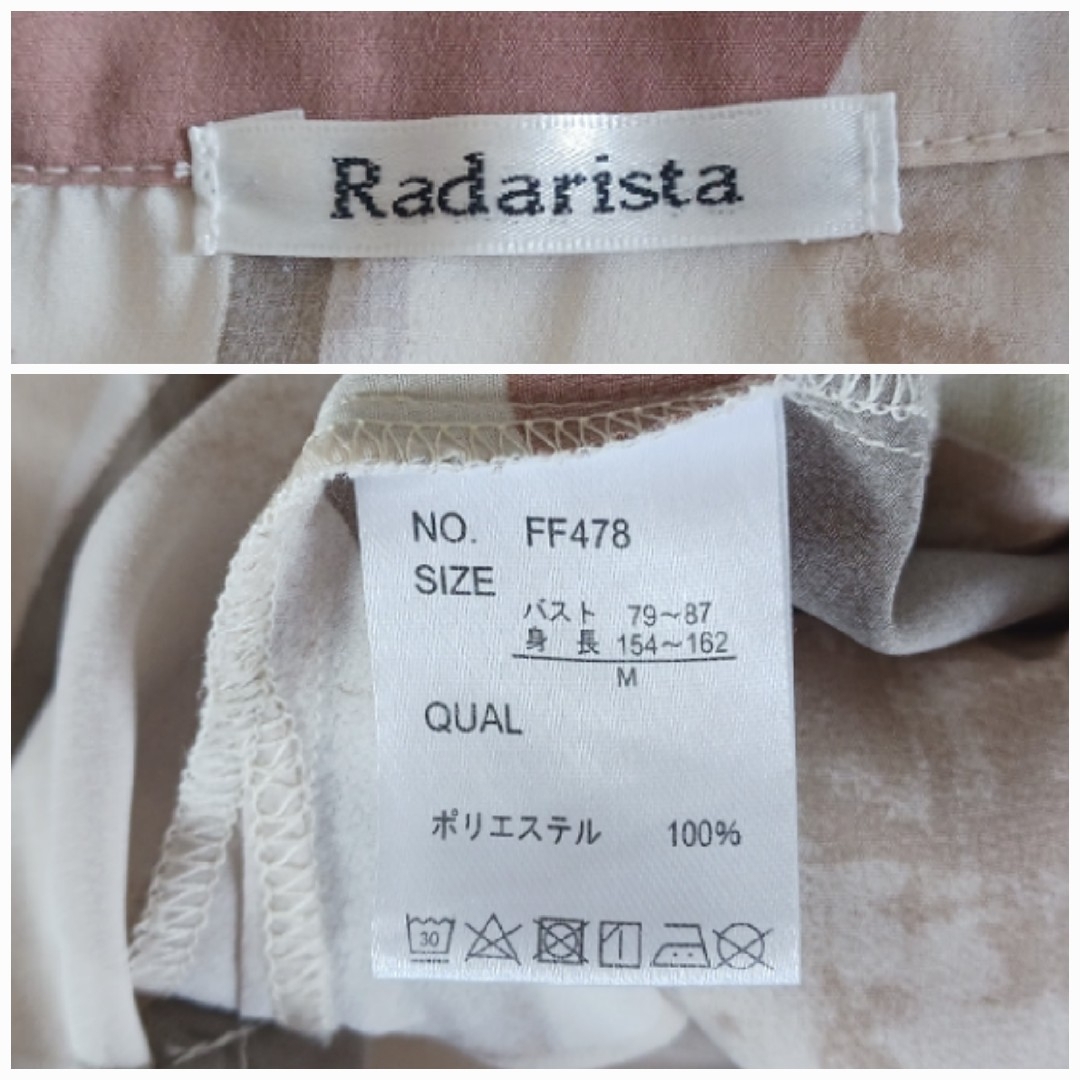 Radarista
NO. FF478
SIZE
バスト 79～87
身 長 154～162
M
QUAL
ポリエステル 100%
30